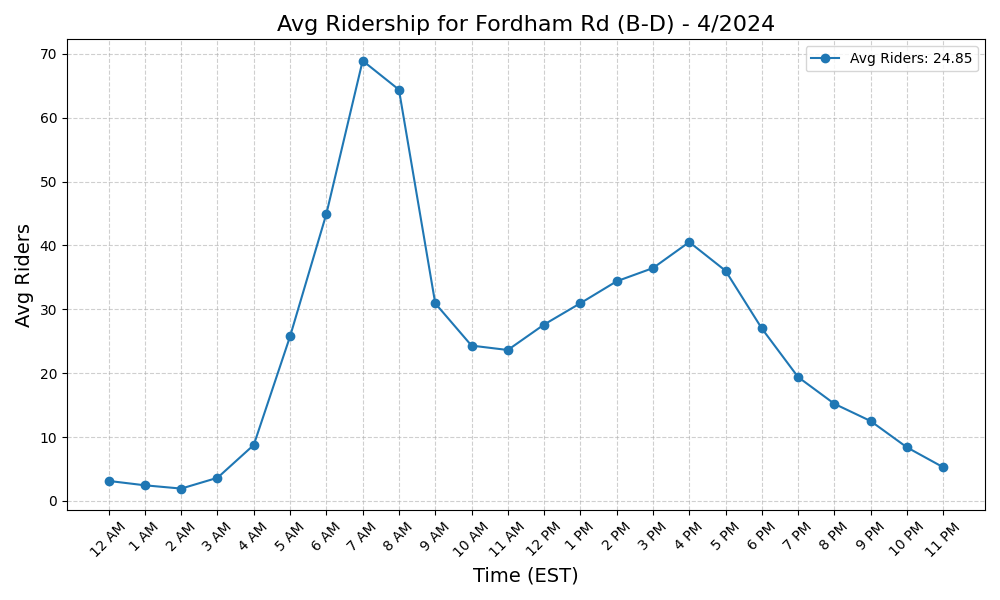 Avg Ridership for Fordham Rd (B-D) - 4/2024
Avg Riders: 24.85
Avg Riders
70
60
50
40
30
20
10
0
12 AM
1 AM
2 AM
3 AM
4 AM
5 AM
6 AM
7 AM
8 AM
9 AM
10 AM
11 AM
12 PM
1 PM
2 PM
3 PM
4 PM
5 PM
6 PM
7 PM
8 PM
9 PM
10 PM
11 PM
Time (EST)